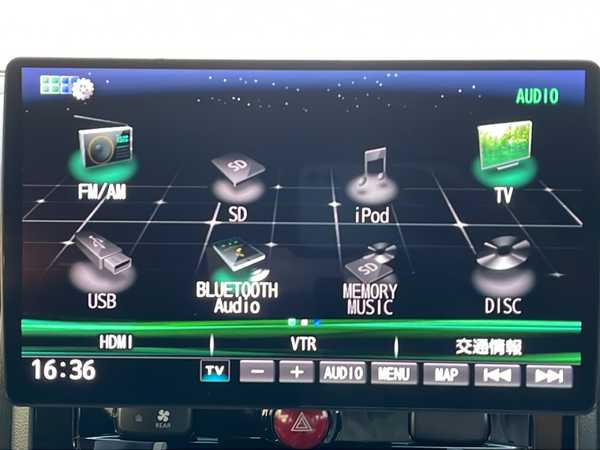 AUDIO
FM/AM
SD
SD
iPod
TV
USB
BLUETOOTH
Audio
SD
MEMORY
MUSIC
DISC
HDMI
VTR
交通情報
16:36
TV
AUDIO
MENU
MAP
REAR